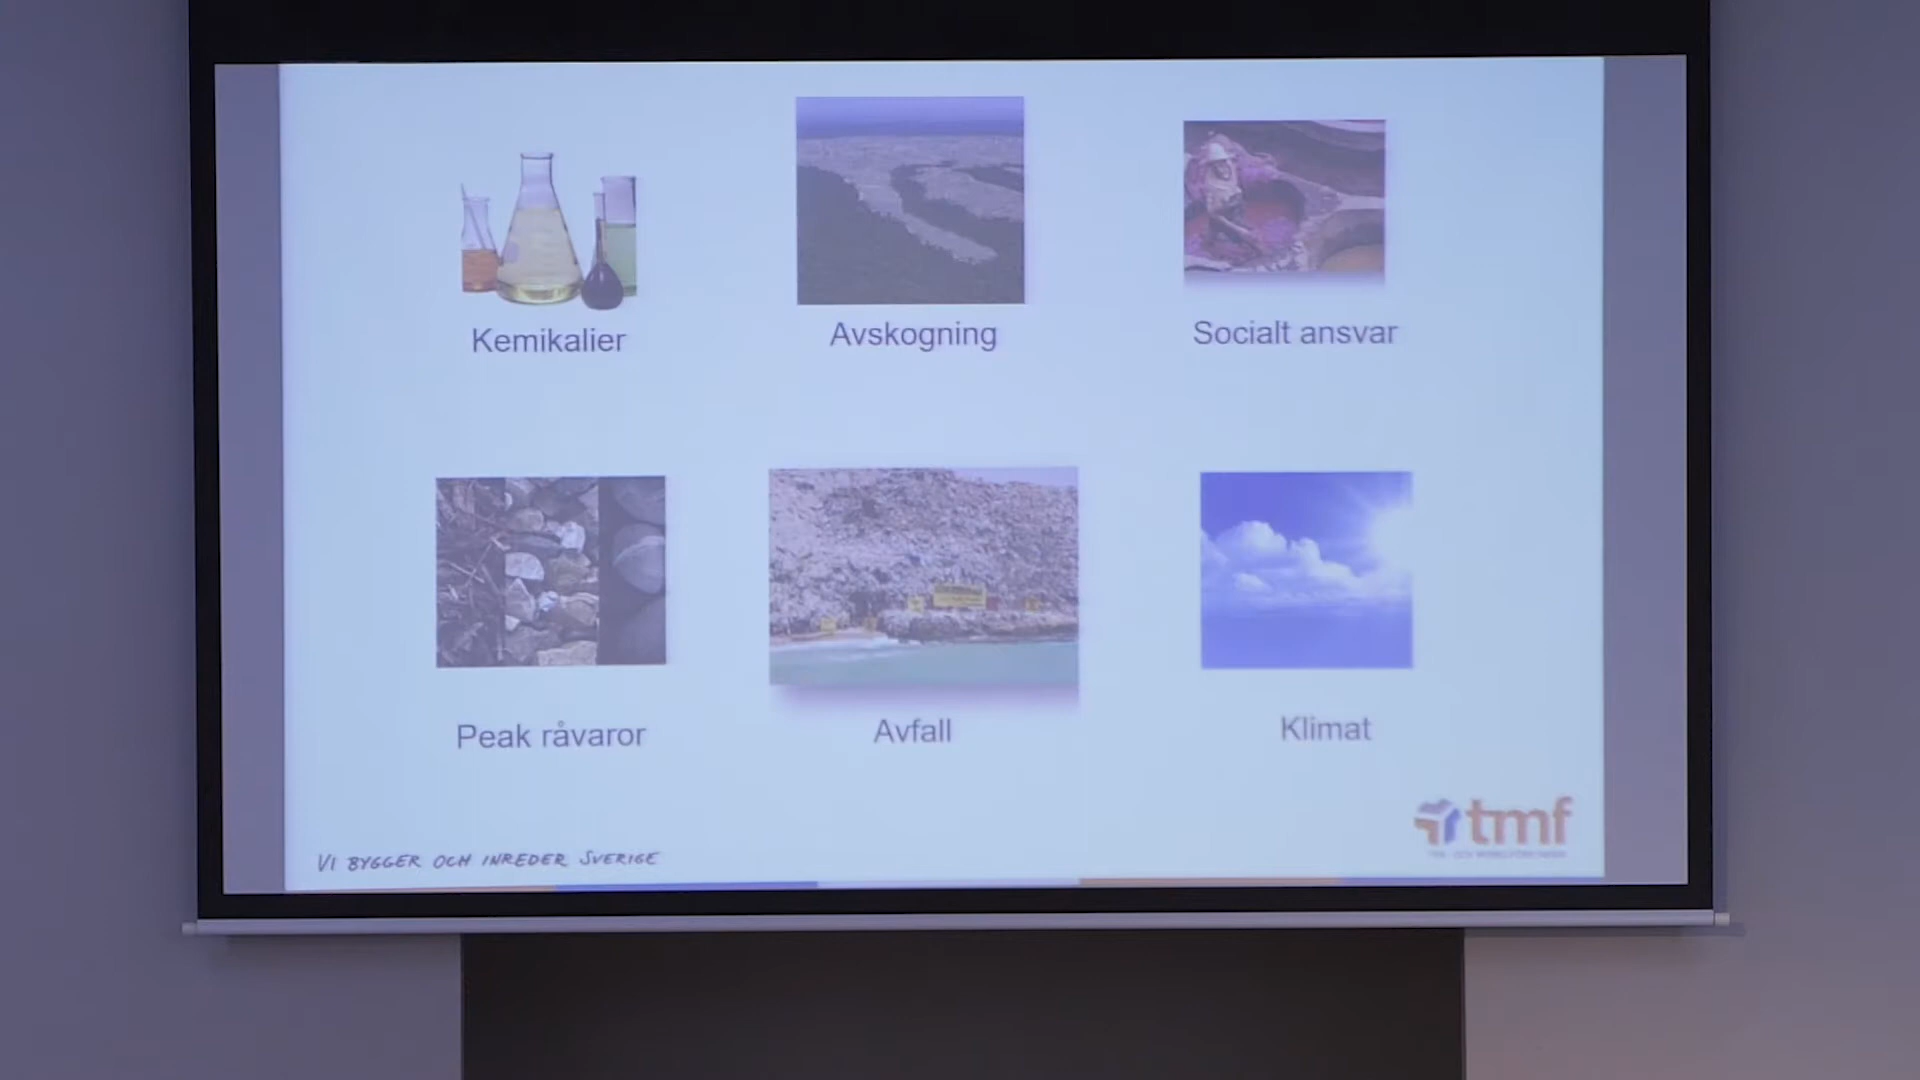 Kemikalier
Avskogning
Socialt ansvar
Peak råvaror
Avfall
Klimat
tmf
VI BYGGER OCH INREDER SVERIGE